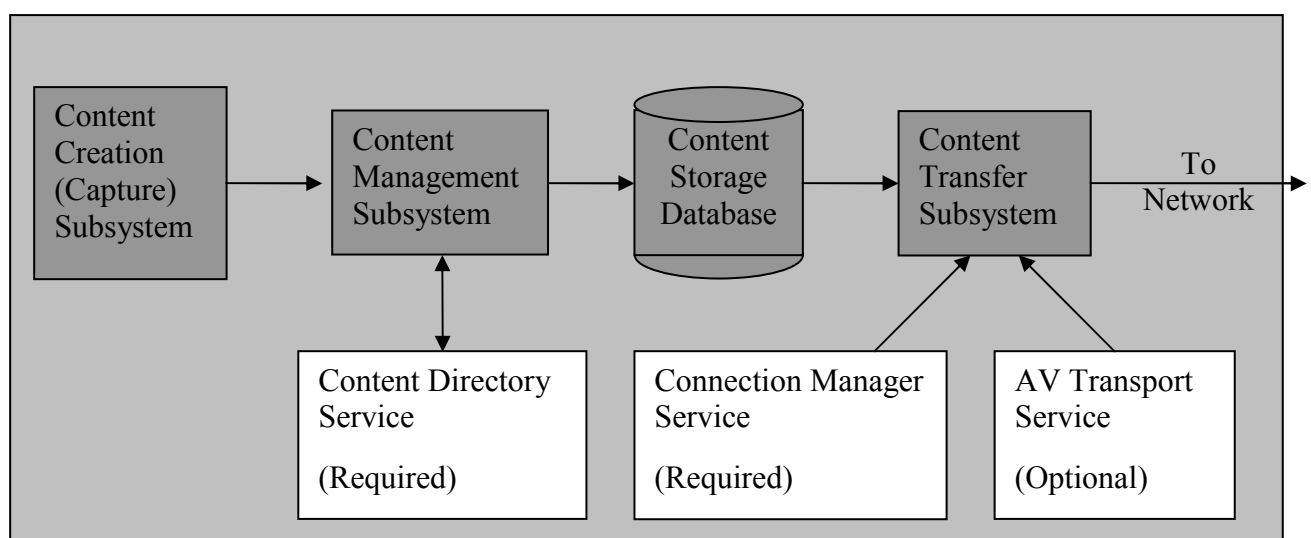 Content
Creation
(Capture)
Subsystem
Content
Management
Subsystem
Content
Storage
Database
Content
Transfer
Subsystem
To
Network
Content Directory
Service
(Required)
Connection Manager
Service
(Required)
AV Transport
Service
(Optional)